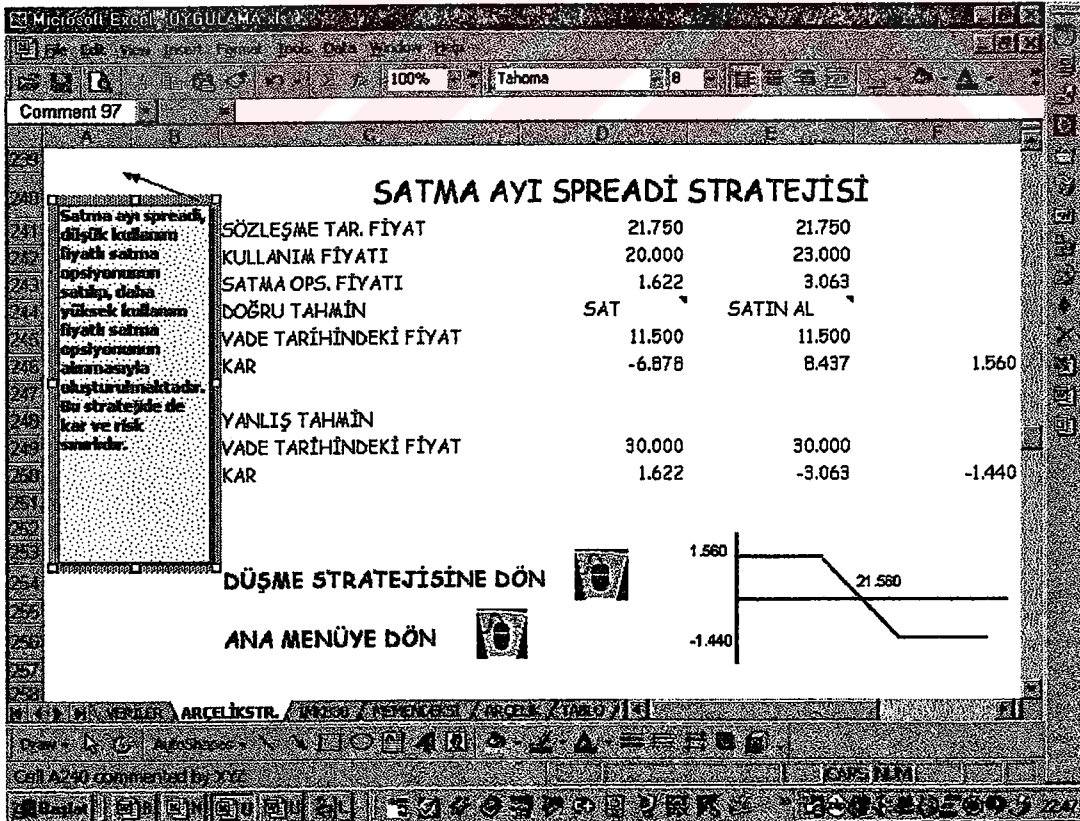 Microsoft Excel - UYGULAMA.xls
File Edit View Insert Format Tools Data Window Help
100% Tahoma 8
Comment 97
A B C D E F
239
240 SATMA AYI SPREADİ STRATEJİSİ
241 SÖZLEŞME TAR. FİYAT 21.750 21.750
242 KULLANIM FİYATI 20.000 23.000
243 SATMA OPS. FİYATI 1.622 3.063
244 DOĞRU TAHMİN SAT SATIN AL
245 VADE TARİHİNDEKİ FİYAT 11.500 11.500
246 KAR -6.878 8.437 1.560
247
248 YANLIŞ TAHMİN
249 VADE TARİHİNDEKİ FİYAT 30.000 30.000
250 KAR 1.622 -3.063 -1.440
251
252
253
254
255
256
257
258
Satma ayı spreadi,
düşük kullanım
fiyatlı satma
opsiyonunun
satılıp, daha
yüksek kullanım
fiyatlı satma
opsiyonunun
alınmasıyla
oluşturulmaktadır.
Bu stratejide de
kar ve risk
sınırlıdır.
DÜŞME STRATEJİSİNE DÖN
ANA MENÜYE DÖN
1.560
21.560
-1.440
VERİLER ARÇELİKSTR. ARÇELİK TABLO
Draw AutoShapes
Cell A240 commented by XYZ
CAPS NUM
Başlat